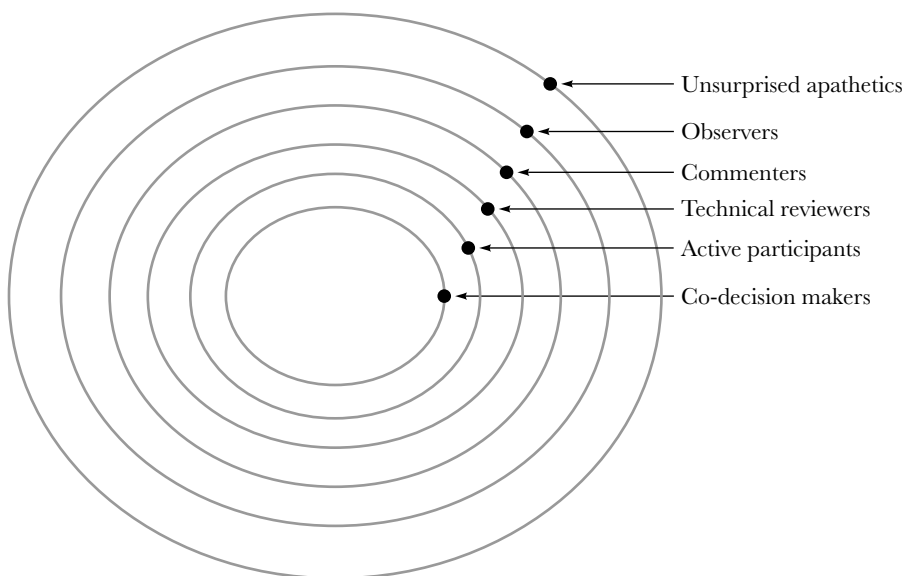 Unsurprised apathetics
Observers
Commenters
Technical reviewers
Active participants
Co-decision makers